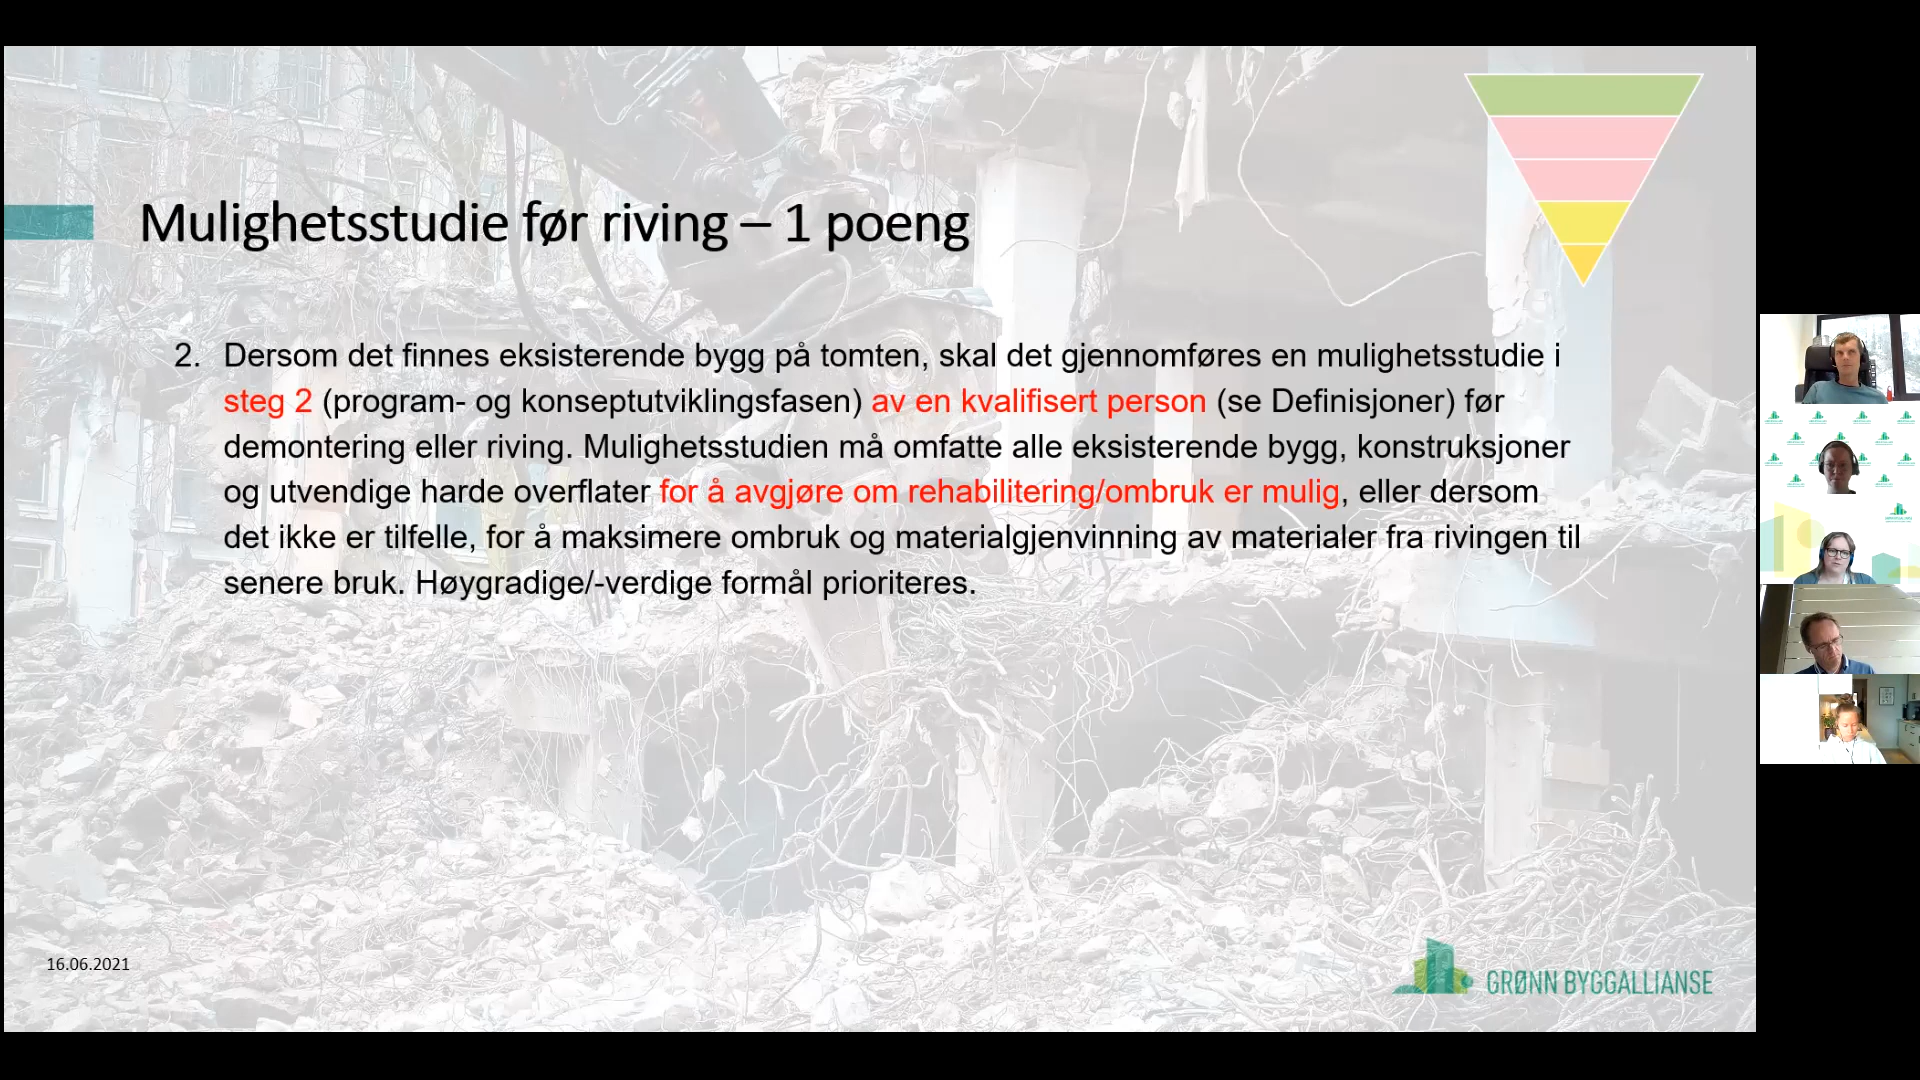 Mulighetsstudie før riving – 1 poeng
2. Dersom det finnes eksisterende bygg på tomten, skal det gjennomføres en mulighetsstudie i
steg 2 (program- og konseptutviklingsfasen) av en kvalifisert person (se Definisjoner) før
demontering eller riving. Mulighetsstudien må omfatte alle eksisterende bygg, konstruksjoner
og utvendige harde overflater for å avgjøre om rehabilitering/ombruk er mulig, eller dersom
det ikke er tilfelle, for å maksimere ombruk og materialgjenvinning av materialer fra rivingen til
senere bruk. Høygradige/-verdige formål prioriteres.
16.06.2021
GRØNN BYGGALLIANSE